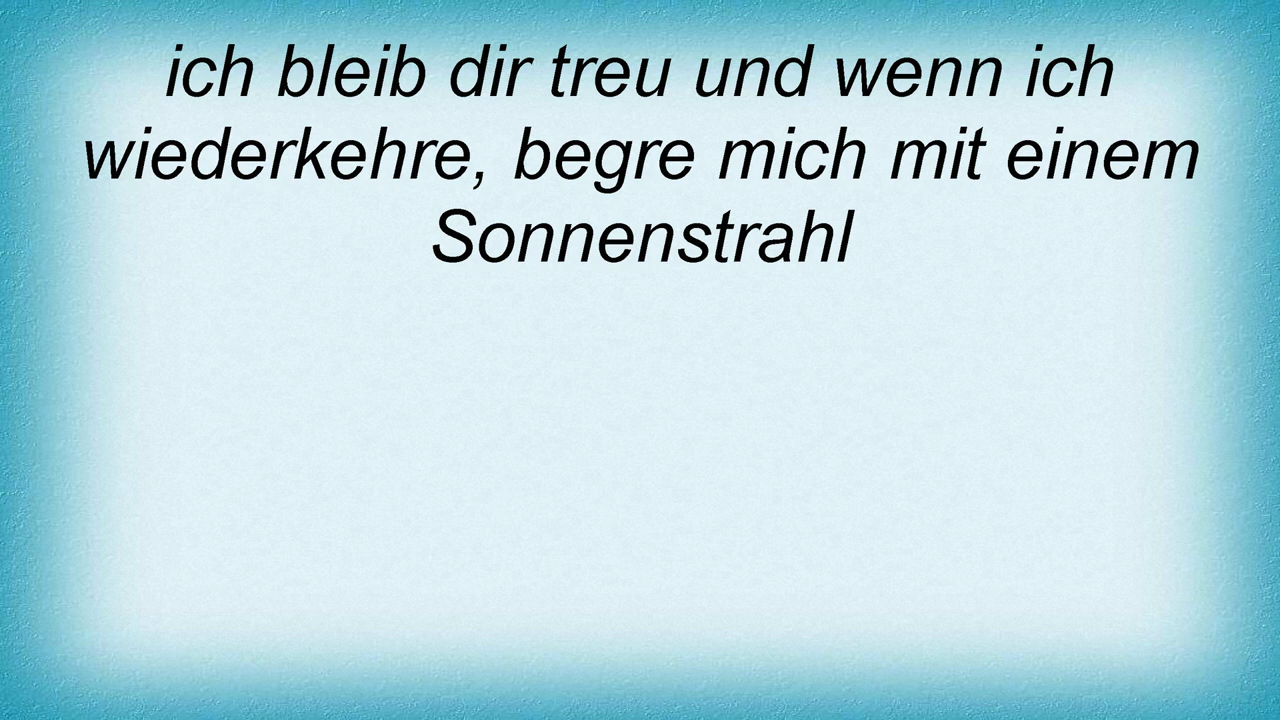 ich bleib dir treu und wenn ich
wiederkehre, begre mich mit einem
Sonnenstrahl